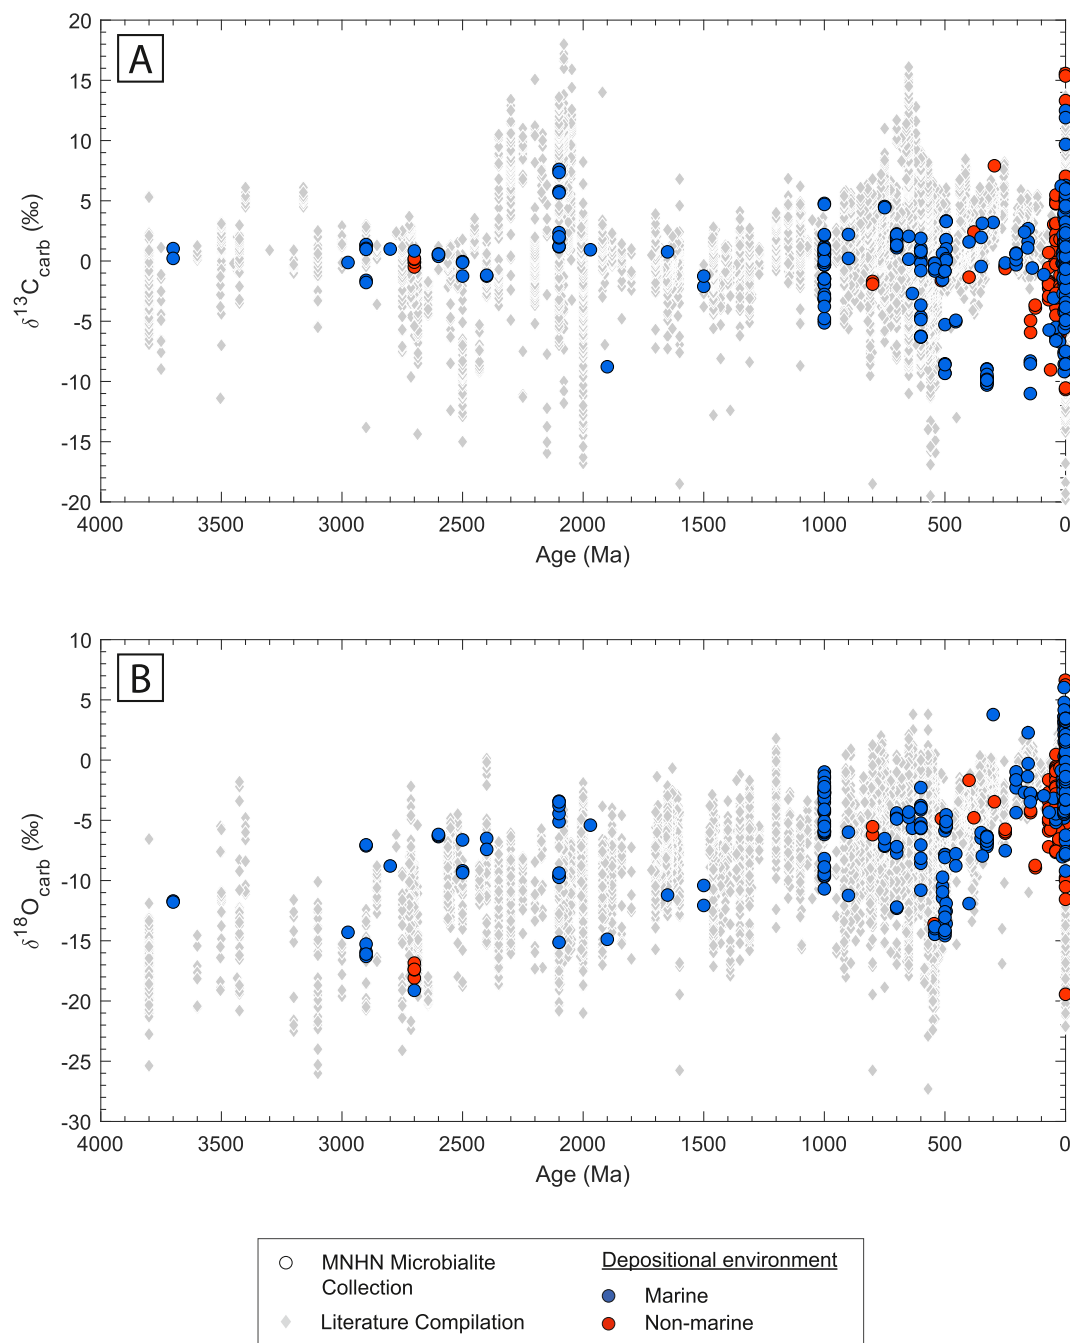 A
20
15
10
5
0
-5
-10
-15
-20
δ13Ccarb (‰)
4000 3500 3000 2500 2000 1500 1000 500 0
Age (Ma)
B
10
5
0
-5
-10
-15
-20
-25
-30
δ18Ocarb (‰)
4000 3500 3000 2500 2000 1500 1000 500 0
Age (Ma)
MNHN Microbialite
Collection
Literature Compilation
Depositional environment
Marine
Non-marine